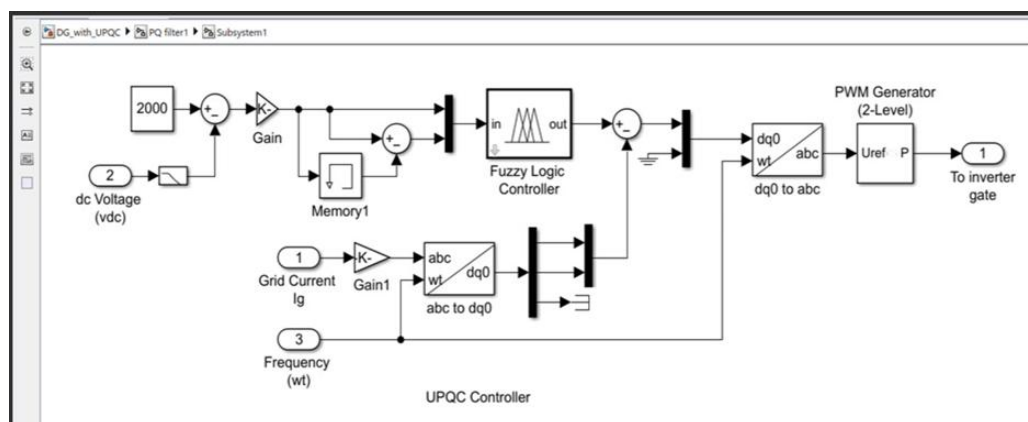 DG_with_UPQC ▶ PQ filter1 ▶ Subsystem1
2000
+_
K-
Gain
+_
Memory1
in
out
Fuzzy Logic
Controller
+_
PWM Generator
(2-Level)
dq0
wt
abc
dq0 to abc
Uref
P
1
To inverter
gate
2
dc Voltage
(vdc)
1
Grid Current
Ig
-K-
Gain1
abc
wt
dq0
abc to dq0
3
Frequency
(wt)
UPQC Controller